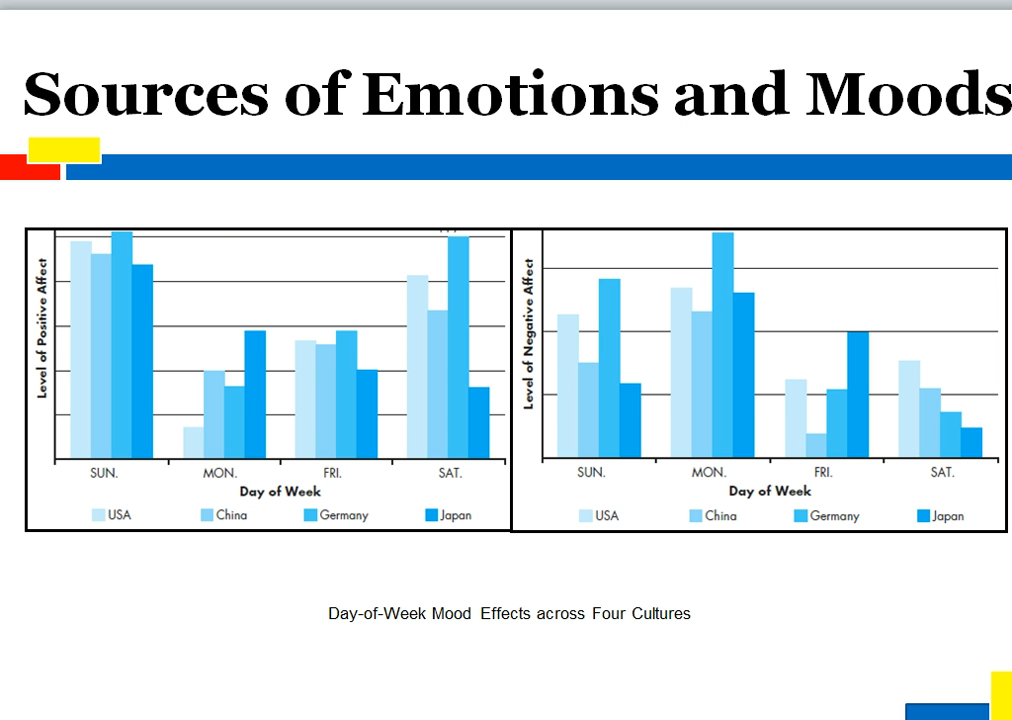 Sources of Emotions and Moods
Level of Positive Affect
SUN. MON. FRI. SAT.
Day of Week
USA China Germany Japan
Level of Negative Affect
SUN. MON. FRI. SAT.
Day of Week
USA China Germany Japan
Day-of-Week Mood Effects across Four Cultures